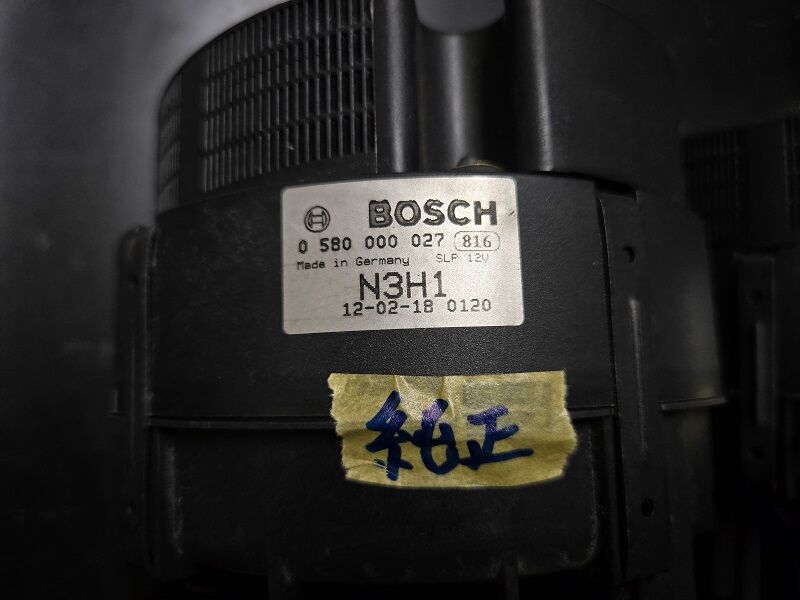 BOSCH
0 580 000 027 816
Made in Germany SLP 12V
N3H1
12-02-18 0120
純正